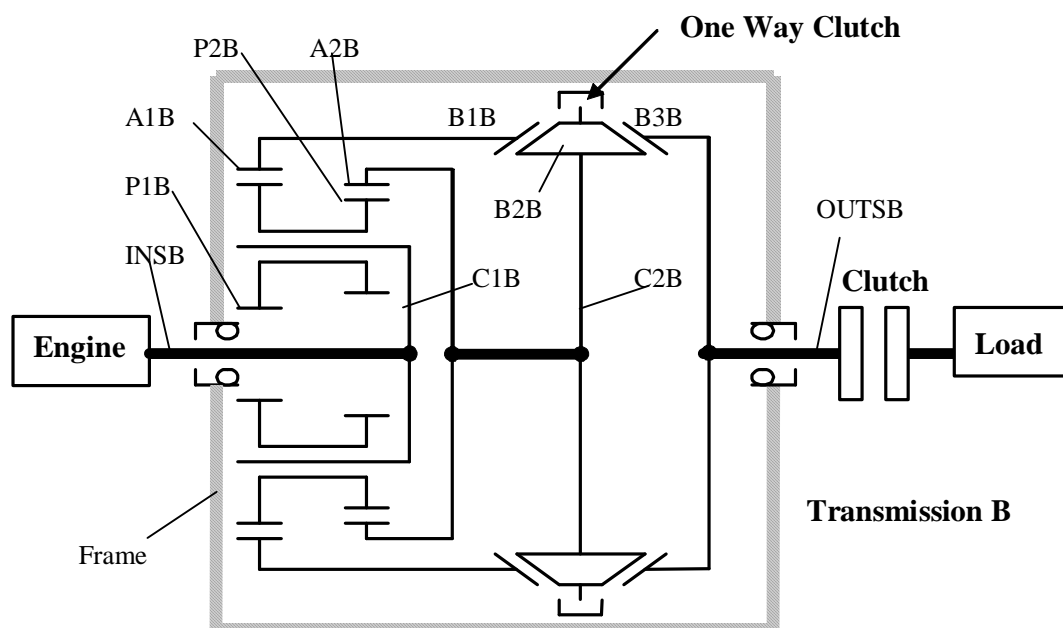 One Way Clutch
P2B
A2B
A1B
B1B
B3B
P1B
B2B
OUTSB
INSB
C1B
C2B
Clutch
Engine
Load
Transmission B
Frame